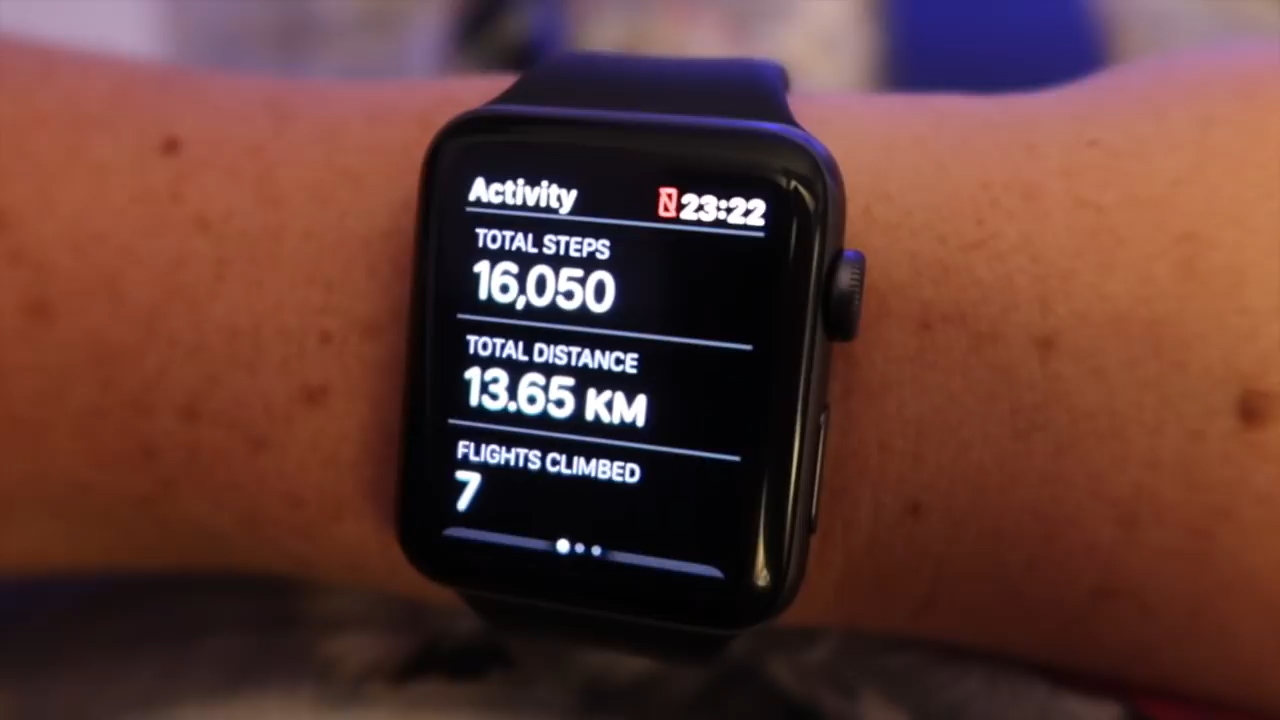 Activity 23:22
TOTAL STEPS
16,050
TOTAL DISTANCE
13.65 KM
FLIGHTS CLIMBED
7